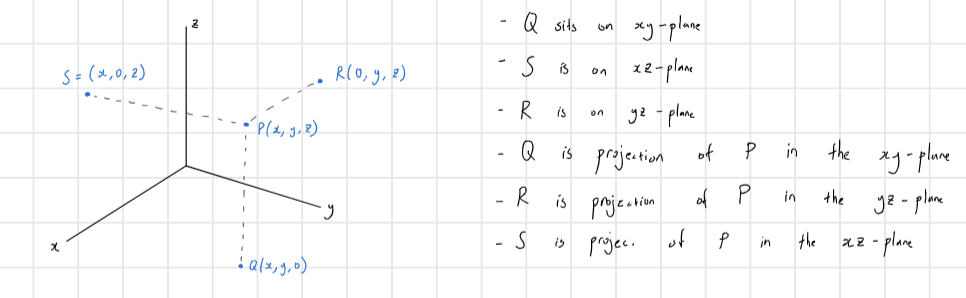 z
S = (x,0,z)
R(0, y, z)
P(x, y, z)
y
x
Q(x,y,0)
- Q sits on xy-plane
- S is on xz-plane
- R is on yz-plane
- Q is projection of P in the xy-plane
- R is projection of P in the yz-plane
- S is projec. of P in the xz-plane